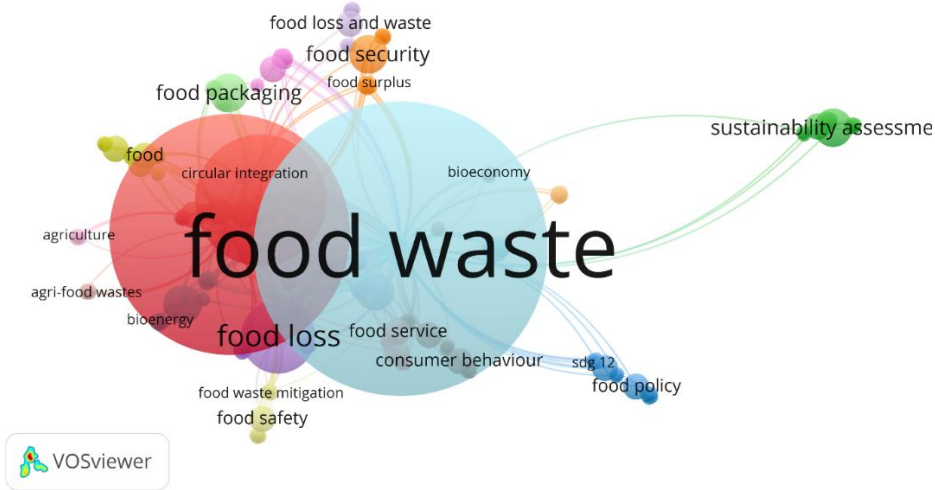 food loss and waste
food security
food surplus
food packaging
sustainability assessme
food
circular integration
bioeconomy
agriculture
food waste
agri-food wastes
bioenergy
food loss
food service
consumer behaviour
sdg 12
food policy
food waste mitigation
food safety
VOSviewer